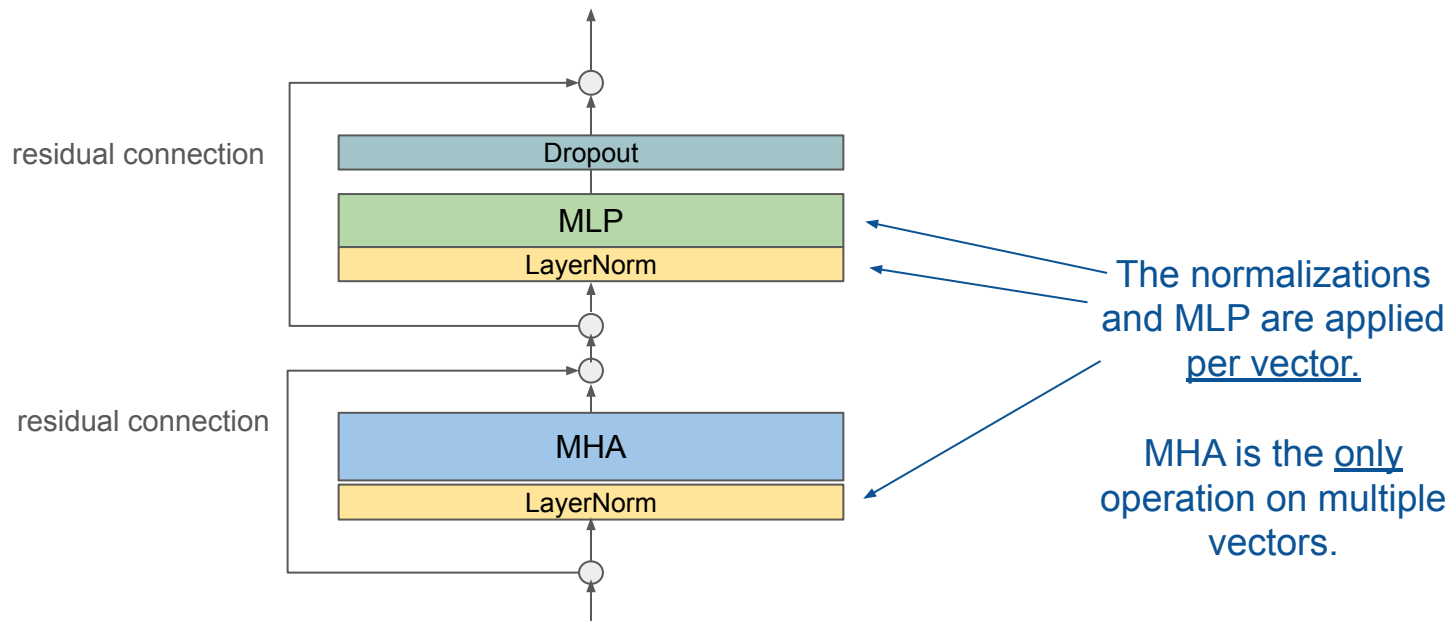 residual connection
Dropout
MLP
LayerNorm
The normalizations
and MLP are applied
per vector.
residual connection
MHA
LayerNorm
MHA is the only
operation on multiple
vectors.